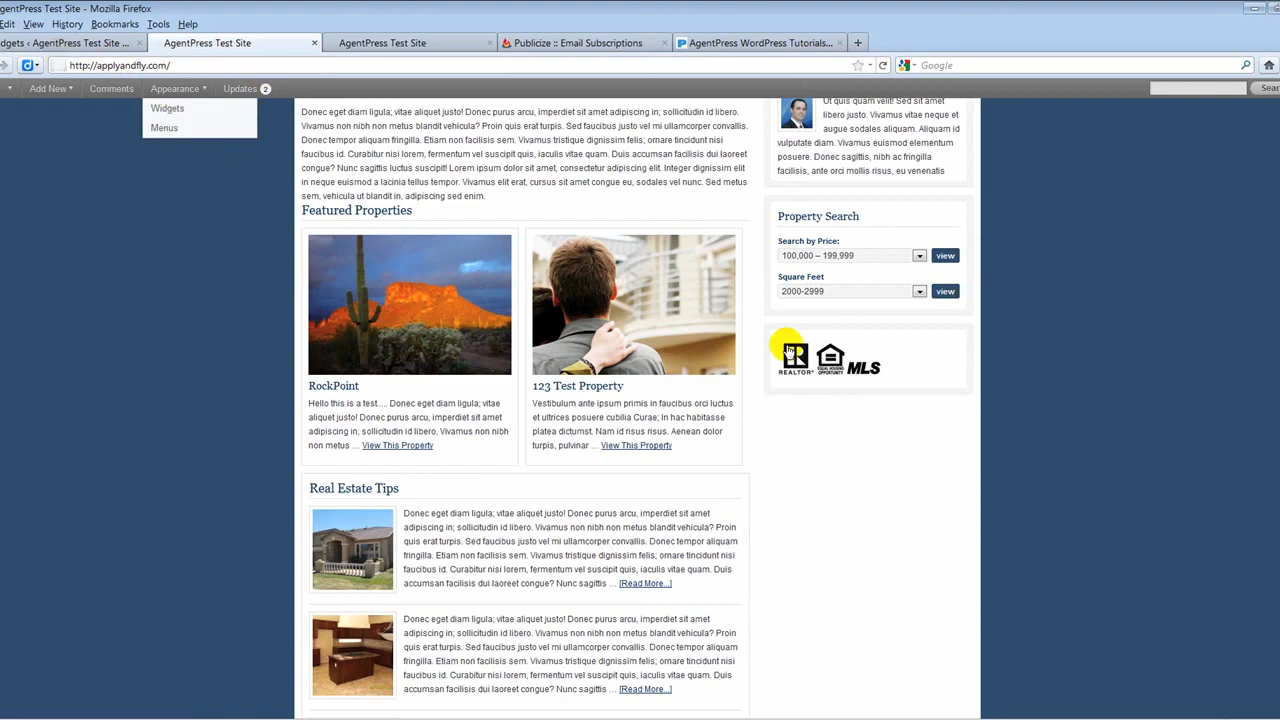 AgentPress Test Site - Mozilla Firefox
Edit View History Bookmarks Tools Help
dgets ‹ AgentPress Test Site ...
AgentPress Test Site
AgentPress Test Site
Publicize :: Email Subscriptions
AgentPress WordPress Tutorials...
http://applyandfly.com/
Google
Add New Comments Appearance Updates 2
Sear
Widgets
Menus
Donec eget diam ligula; vitae aliquet justo! Donec purus arcu, imperdiet sit amet adipiscing in; sollicitudin id libero.
Vivamus non nibh non metus blandit vehicula? Proin quis erat turpis. Sed faucibus justo vel mi ullamcorper convallis.
Donec tempor aliquam fringilla. Etiam non facilisis sem. Vivamus tristique dignissim felis; ornare tincidunt nisi
faucibus id. Curabitur nisi lorem, fermentum vel suscipit quis, iaculis vitae quam. Duis accumsan facilisis dui laoreet
congue? Nunc sagittis luctus suscipit! Lorem ipsum dolor sit amet, consectetur adipiscing elit. Integer dignissim elit
in neque euismod a lacinia tellus tempor. Vivamus elit erat, cursus sit amet congue eu, sodales vel nunc. Sed metus
sem, vehicula ut blandit in, adipiscing sed enim.
Featured Properties
RockPoint
Hello this is a test..... Donec eget diam ligula; vitae
aliquet justo! Donec purus arcu, imperdiet sit amet
adipiscing in; sollicitudin id libero. Vivamus non nibh
non metus ... View This Property
123 Test Property
Vestibulum ante ipsum primis in faucibus orci luctus
et ultrices posuere cubilia Curae; In hac habitasse
platea dictumst. Nam id risus risus. Aenean dolor
turpis, pulvinar ... View This Property
Real Estate Tips
Donec eget diam ligula; vitae aliquet justo! Donec purus arcu, imperdiet sit amet
adipiscing in; sollicitudin id libero. Vivamus non nibh non metus blandit vehicula? Proin
quis erat turpis. Sed faucibus justo vel mi ullamcorper convallis. Donec tempor aliquam
fringilla. Etiam non facilisis sem. Vivamus tristique dignissim felis; ornare tincidunt nisi
faucibus id. Curabitur nisi lorem, fermentum vel suscipit quis, iaculis vitae quam. Duis
accumsan facilisis dui laoreet congue? Nunc sagittis ... [Read More...]
Donec eget diam ligula; vitae aliquet justo! Donec purus arcu, imperdiet sit amet
adipiscing in; sollicitudin id libero. Vivamus non nibh non metus blandit vehicula? Proin
quis erat turpis. Sed faucibus justo vel mi ullamcorper convallis. Donec tempor aliquam
fringilla. Etiam non facilisis sem. Vivamus tristique dignissim felis; ornare tincidunt nisi
faucibus id. Curabitur nisi lorem, fermentum vel suscipit quis, iaculis vitae quam. Duis
accumsan facilisis dui laoreet congue? Nunc sagittis ... [Read More...]
Ut quis quam velit! Sed sit amet
libero justo. Vivamus vitae neque et
augue sodales aliquam. Aliquam id
vulputate diam. Vivamus euismod elementum
posuere. Donec sagittis, nibh ac fringilla
facilisis, ante orci mollis risus, eu venenatis
Property Search
Search by Price:
100,000 – 199,999 view
Square Feet
2000-2999 view
R
REALTOR®
EQUAL HOUSING
OPPORTUNITY
MLS